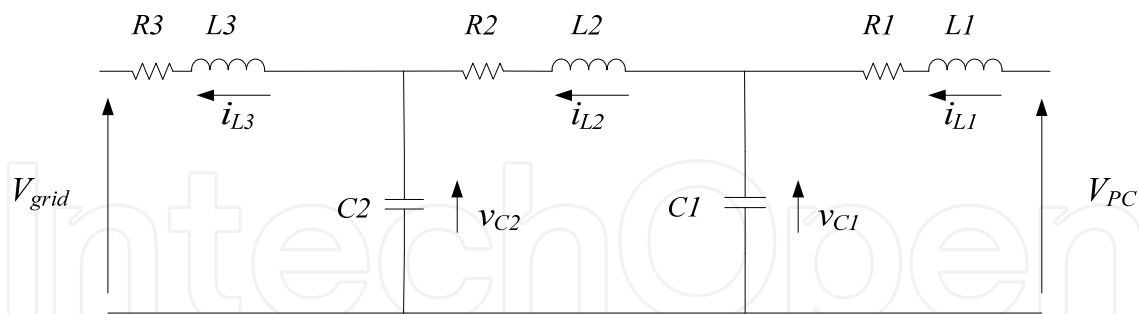 R3 L3 R2 L2 R1 L1
iL3 iL2 iL1
Vgrid C2 vC2 C1 vC1 VPC
IntechOpen